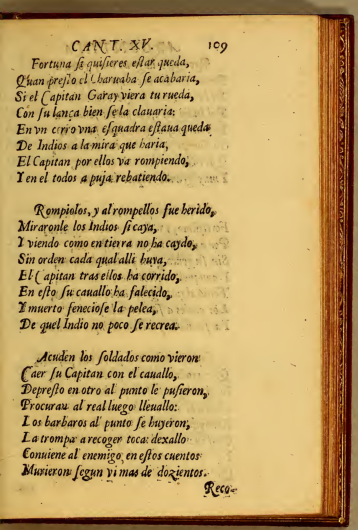 CANT. XV. 109
Fortuna ſi quiſieres eſtar queda,
Quan preſto el Charuaha ſe acabaria,
Si el Capitan Garay viera tu rueda,
Con ſu lança bien ſe la clauaria:
En vn cerro vna eſquadra eſtaua queda
De Indios a la mira que haria,
El Capitan por ellos va rompiendo,
Y en el todos a puja rebatiendo.
Rompiolos, y al rompellos fue herido,
Miraronle los Indios ſi caya,
Y viendo como en tierra no ha caydo,
Sin orden cada qual alli huya,
El Capitan tras ellos ha corrido,
En eſto ſu cauallo ha falecido,
Y muerto fenecioſe la pelea,
De quel Indio no poco ſe recrea.
Acuden los ſoldados como vieron
Caer ſu Capitan con el cauallo,
Depreſto en otro al punto le puſieron,
Procuran al real luego lleuallo:
Los barbaros al punto ſe huyeron,
La trompa a recoger toca: dexallo
Conuiene al enemigo, en eſtos cuentos
Murieron ſegun vi mas de dozientos.
Reco-